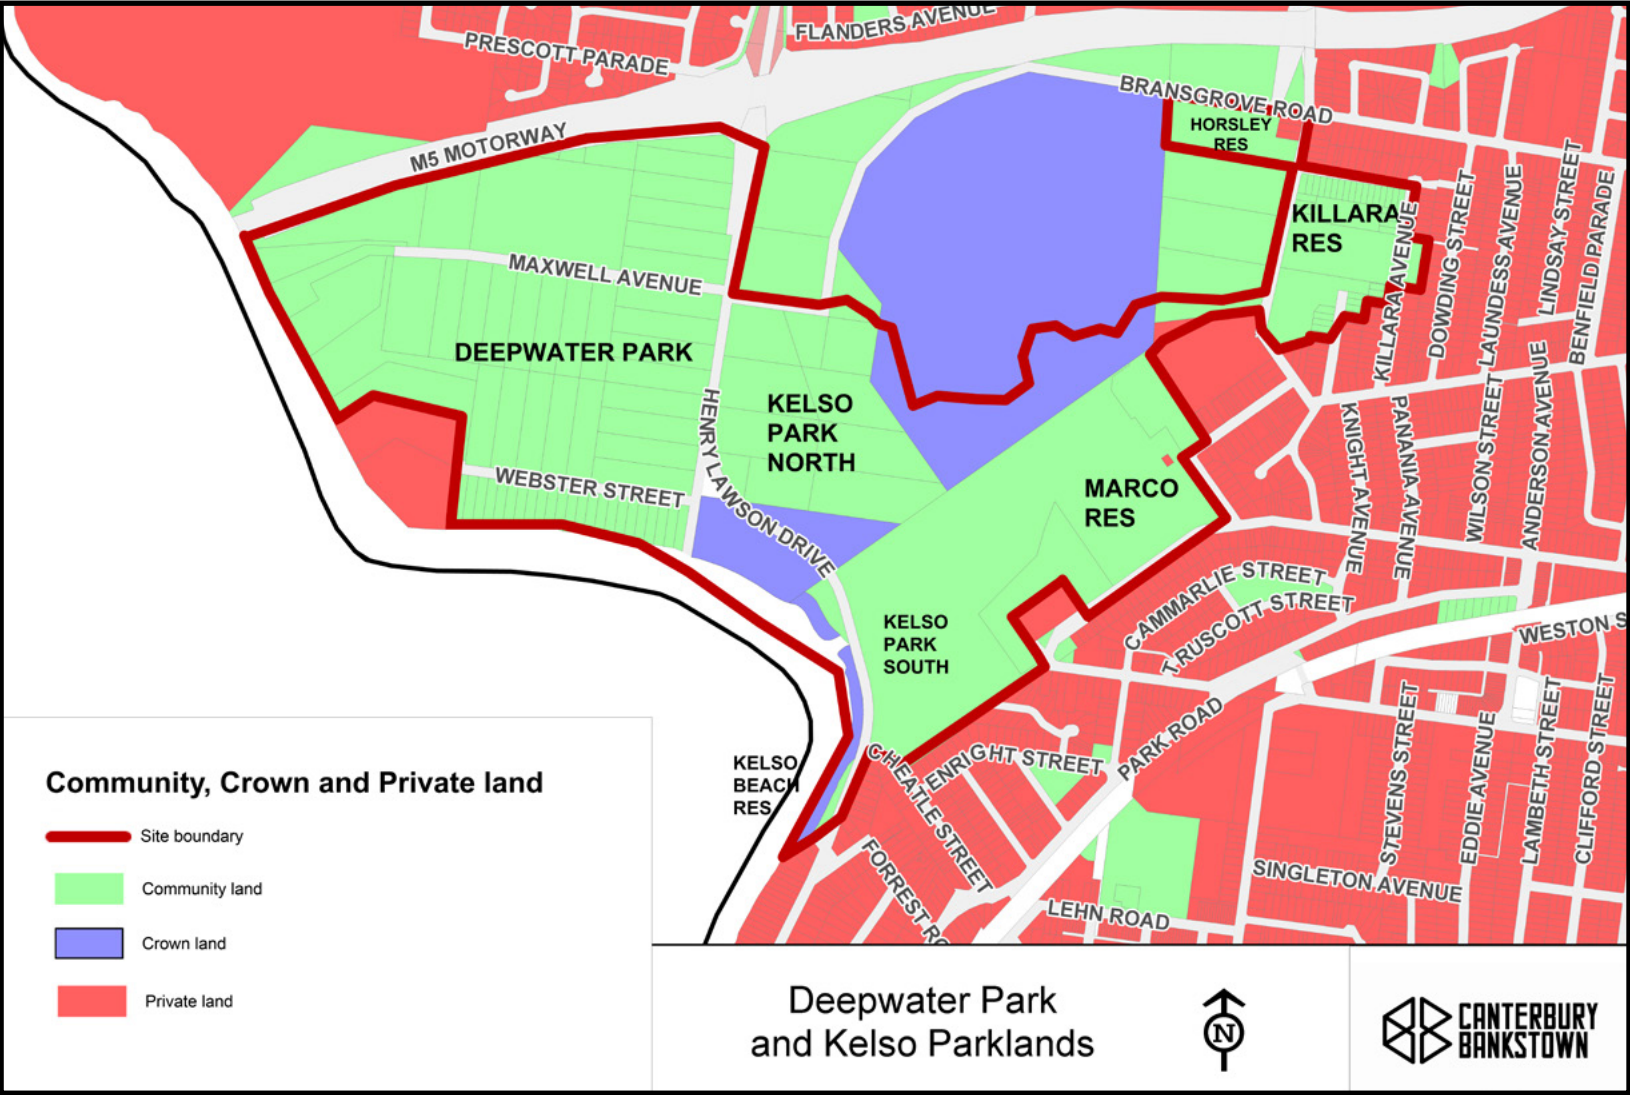 FLANDERS AVENUE
PRESCOTT PARADE
BRANSGROVE ROAD
M5 MOTORWAY
HORSLEY
RES
KILLARA
RES
KILLARA AVENUE
DOWDING STREET
LAUNDESS AVENUE
LINDSAY STREET
BENFIELD PARADE
MAXWELL AVENUE
DEEPWATER PARK
HENRY LAWSON DRIVE
KELSO
PARK
NORTH
WEBSTER STREET
MARCO
RES
KILLARA AVENUE
KNIGHT AVENUE
PANANIA AVENUE
WILSON STREET
ANDERSON AVENUE
CAMMARLIE STREET
TRUSCOTT STREET
WESTON S
KELSO
PARK
SOUTH
PARK ROAD
KELSO
BEACH
RES
CHEATLE STREET
ENRIGHT STREET
FORREST RO
STEVENS STREET
EDDIE AVENUE
LAMBETH STREET
CLIFFORD STREET
SINGLETON AVENUE
LEHN ROAD
Community, Crown and Private land
Site boundary
Community land
Crown land
Private land
Deepwater Park
and Kelso Parklands
N
CANTERBURY
BANKSTOWN